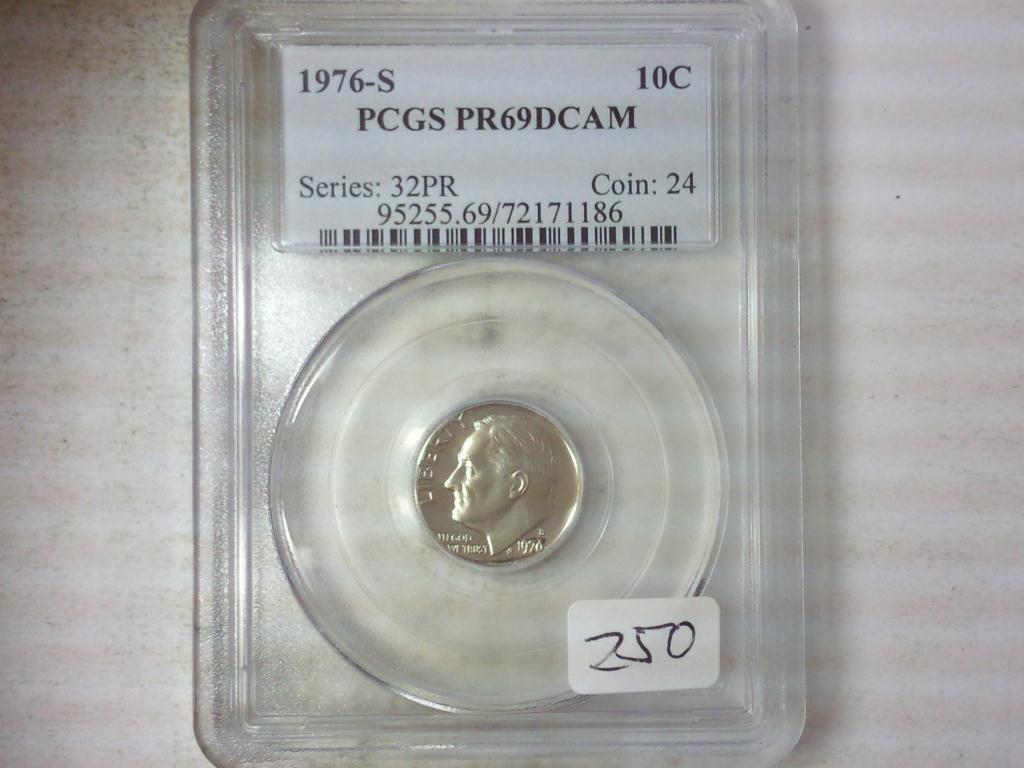 1976-S 10C
PCGS PR69DCAM
Series: 32PR Coin: 24
95255.69/72171186
LIBERTY
IN GOD
WE TRUST
S
1976
250